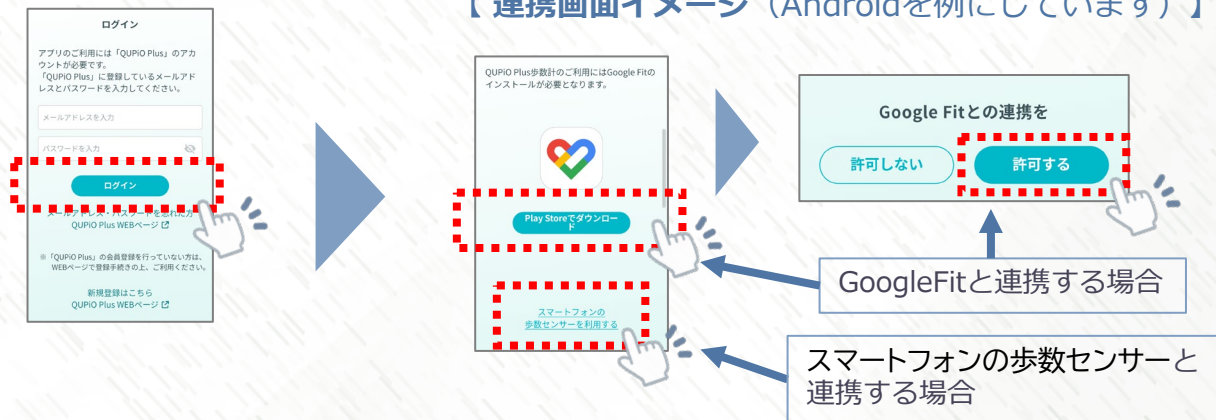 【 連携画面イメージ（Androidを例にしています）】
ログイン
アプリのご利用には「QUPiO Plus」のアカ
ウントが必要です。
「QUPiO Plus」に登録しているメールアド
レスとパスワードを入力してください。
メールアドレスを入力
パスワードを入力
ログイン
メールアドレス・パスワードを忘れた方
QUPiO Plus WEBページ
※「QUPiO Plus」の会員登録を行っていない方は、
WEBページで登録手続きの上、ご利用ください。
新規登録はこちら
QUPiO Plus WEBページ
QUPiO Plus歩数計のご利用にはGoogle Fitの
インストールが必要となります。
Play Storeでダウンロー
ド
スマートフォンの
歩数センサーを利用する
Google Fitとの連携を
許可しない
許可する
GoogleFitと連携する場合
スマートフォンの歩数センサーと
連携する場合